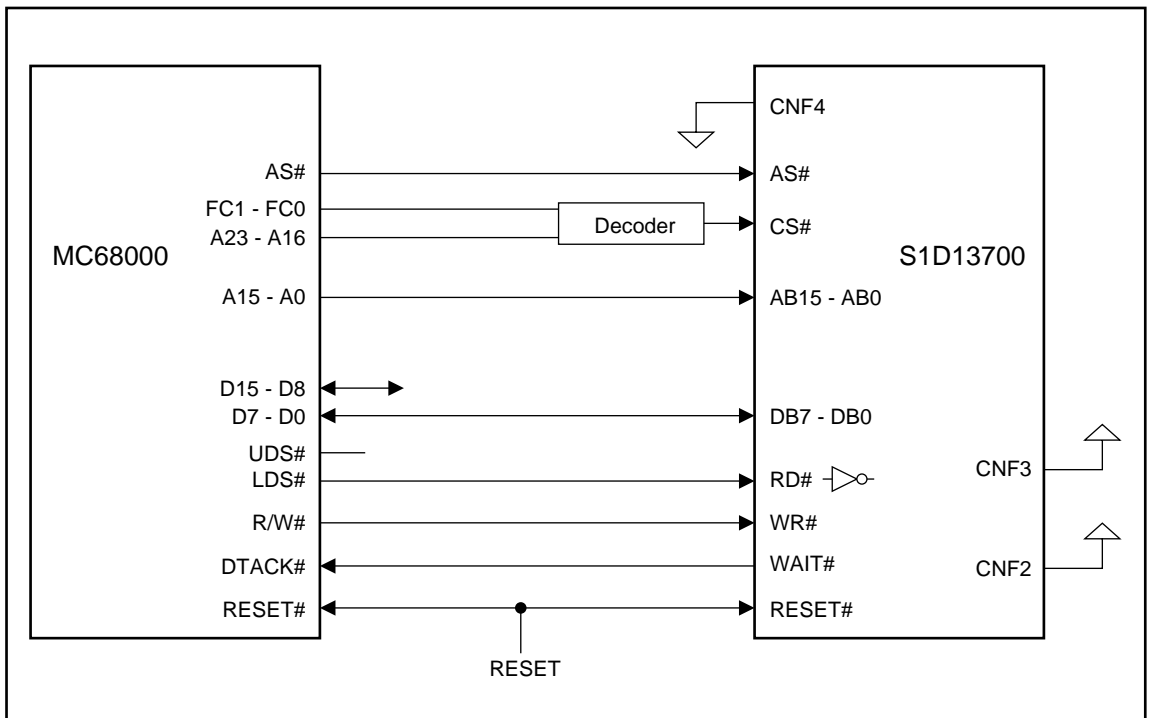 MC68000
AS#
FC1 - FC0
A23 - A16
A15 - A0
D15 - D8
D7 - D0
UDS#
LDS#
R/W#
DTACK#
RESET#
Decoder
RESET
S1D13700
CNF4
AS#
CS#
AB15 - AB0
DB7 - DB0
RD#
WR#
WAIT#
RESET#
CNF3
CNF2